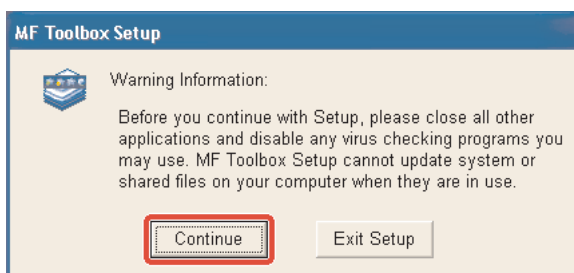 MF Toolbox Setup
Warning Information:
Before you continue with Setup, please close all other
applications and disable any virus checking programs you
may use. MF Toolbox Setup cannot update system or
shared files on your computer when they are in use.
Continue
Exit Setup